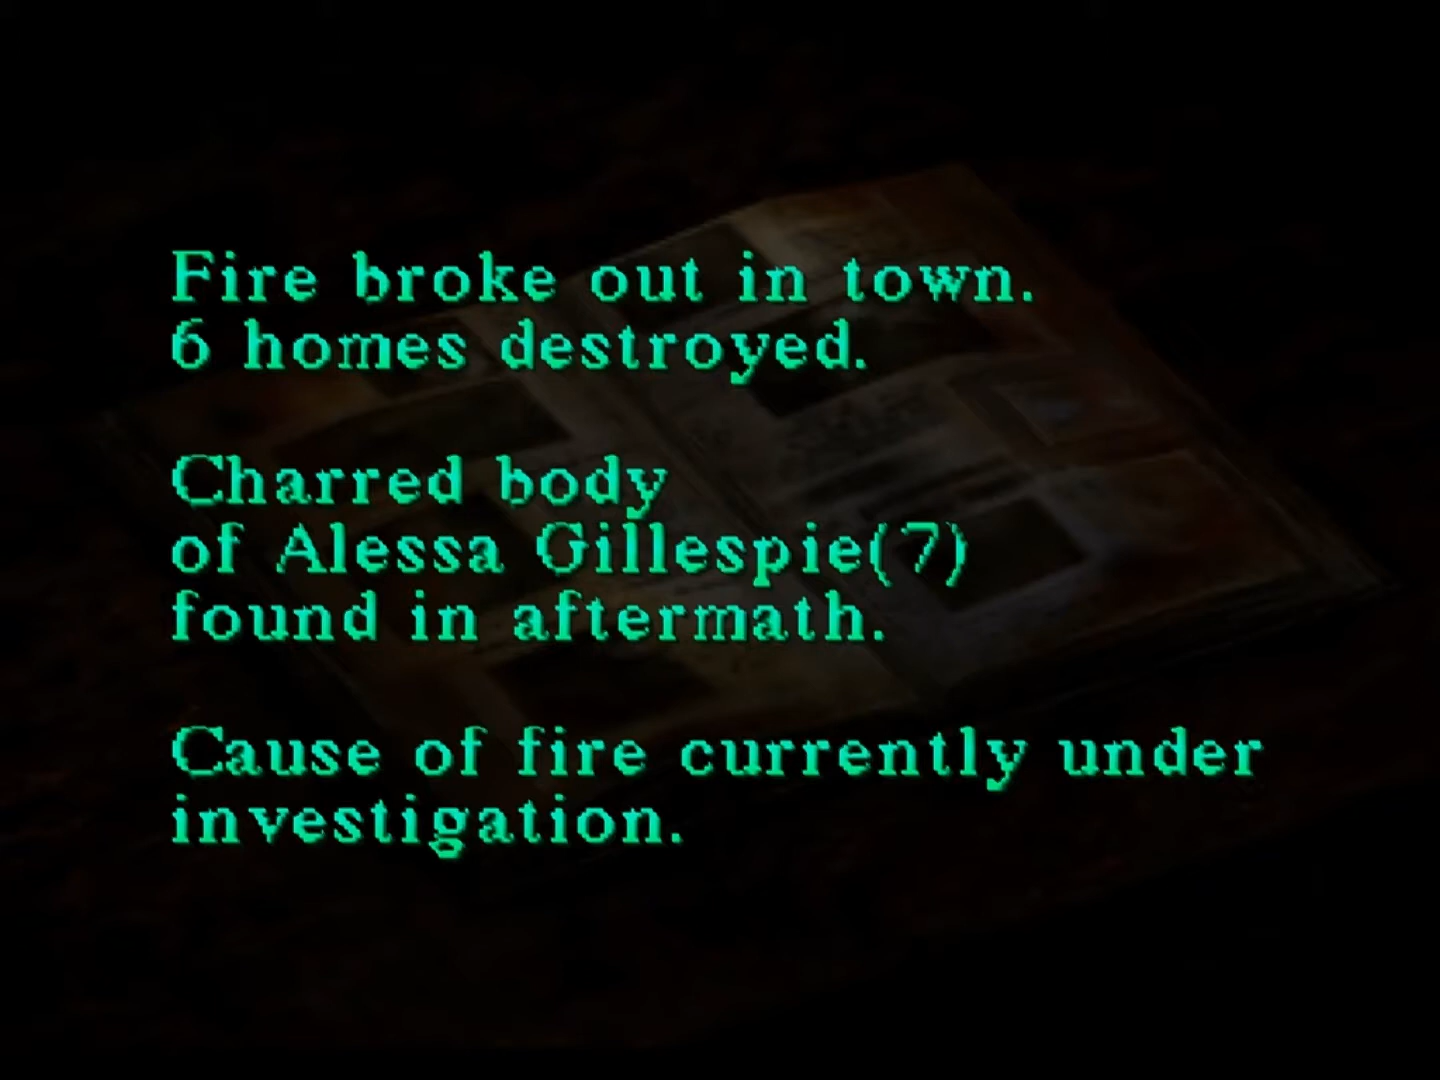 Fire broke out in town.
6 homes destroyed.
Charred body
of Alessa Gillespie(7)
found in aftermath.
Cause of fire currently under
investigation.